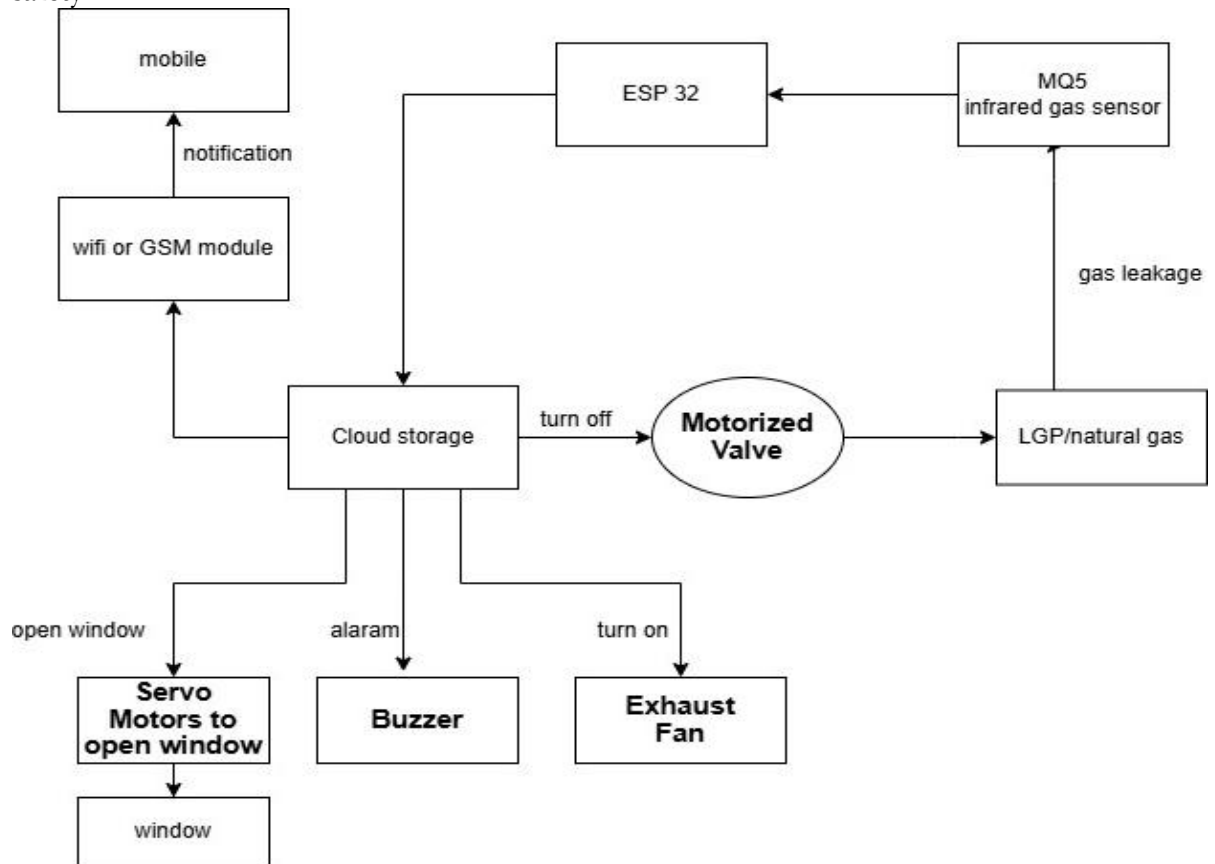 mobile
ESP 32
MQ5
infrared gas sensor
notification
wifi or GSM module
gas leakage
Cloud storage
turn off
Motorized
Valve
LGP/natural gas
open window
alaram
turn on
Servo
Motors to
open window
Buzzer
Exhaust
Fan
window